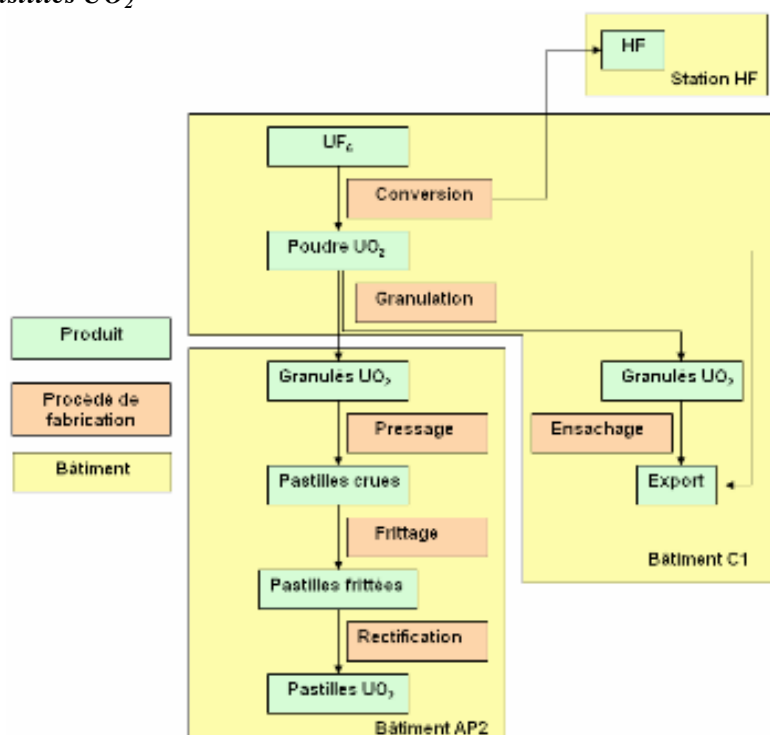 UO₂
HF
Station HF
UF₆
Conversion
Poudre UO₂
Granulation
Produit
Procédé de
fabrication
Bâtiment
Granulés UO₂
Granulés UO₂
Pressage
Ensachage
Pastilles crues
Export
Frittage
Bâtiment C1
Pastilles frittées
Rectification
Pastilles UO₂
Bâtiment AP2